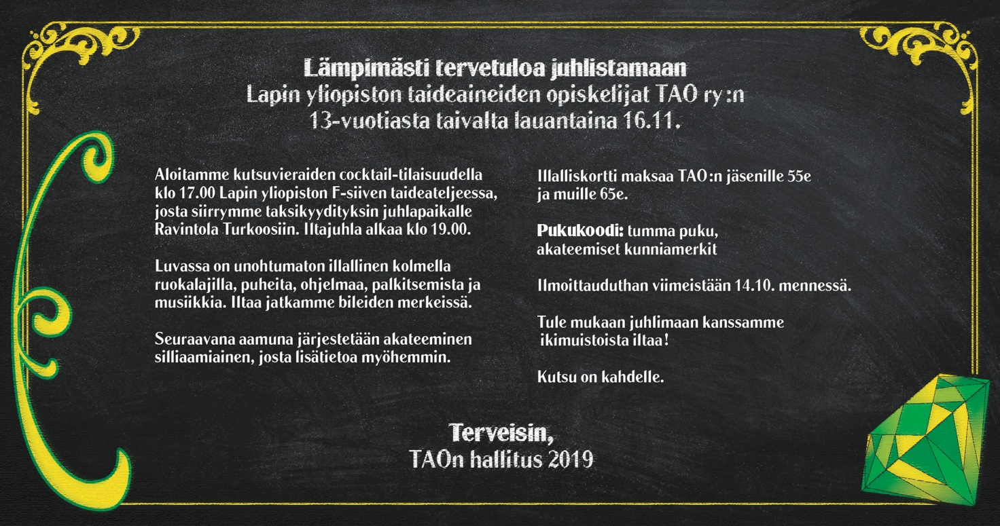 Lämpimästi tervetuloa juhlistamaan
Lapin yliopiston taideaineiden opiskelijat TAO ry:n
13-vuotiasta taivalta lauantaina 16.11.
Aloitamme kutsuvieraiden cocktail-tilaisuudella
klo 17.00 Lapin yliopiston F-siiven taideateljeessa,
josta siirrymme taksikyydityksin juhlapaikalle
Ravintola Turkoosiin. Iltajuhla alkaa klo 19.00.
Luvassa on unohtumaton illallinen kolmella
ruokalajilla, puheita, ohjelmaa, palkitsemista ja
musiikkia. Iltaa jatkamme bileiden merkeissä.
Seuraavana aamuna järjestetään akateeminen
silliaamiainen, josta lisätietoa myöhemmin.
Illalliskortti maksaa TAO:n jäsenille 55e
ja muille 65e.
Pukukoodi: tumma puku,
akateemiset kunniamerkit
Ilmoittauduthan viimeistään 14.10. mennessä.
Tule mukaan juhlimaan kanssamme
ikimuistoista iltaa!
Kutsu on kahdelle.
Terveisin,
TAOn hallitus 2019